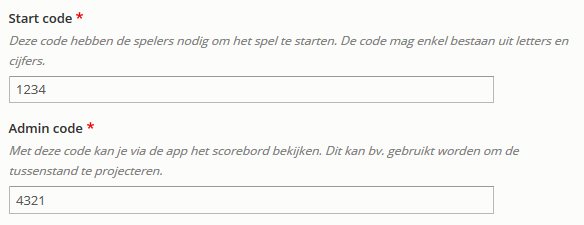 Start code *
Deze code hebben de spelers nodig om het spel te starten. De code mag enkel bestaan uit letters en
cijfers.
1234
Admin code *
Met deze code kan je via de app het scorebord bekijken. Dit kan bv. gebruikt worden om de
tussenstand te projecteren.
4321